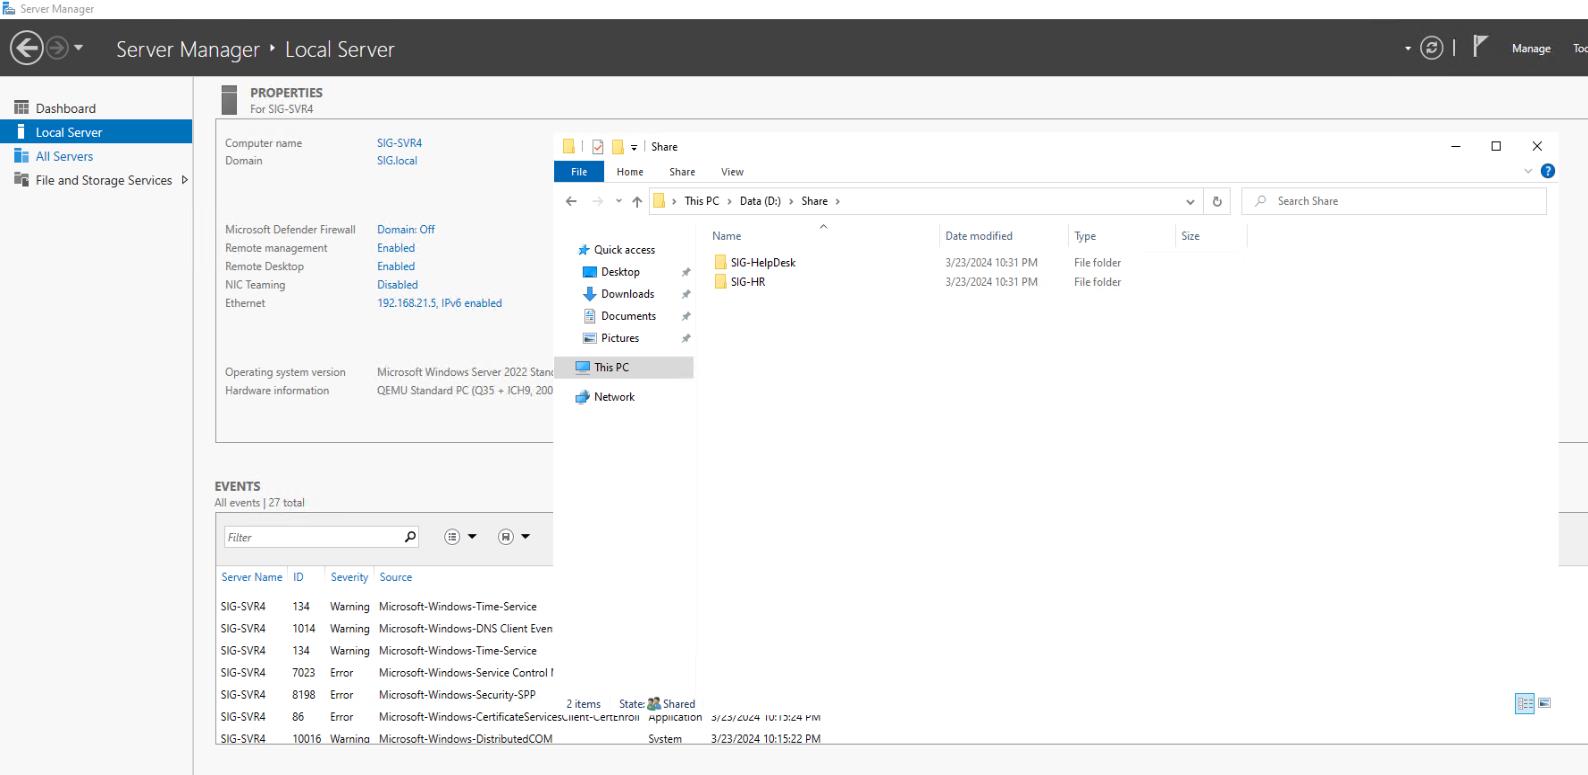 Server Manager
Server Manager ‣ Local Server
Manage
Dashboard
Local Server
All Servers
File and Storage Services
PROPERTIES
For SIG-SVR4
Computer name SIG-SVR4
Domain SIG.local
Microsoft Defender Firewall Domain: Off
Remote management Enabled
Remote Desktop Enabled
NIC Teaming Disabled
Ethernet 192.168.21.5, IPv6 enabled
Operating system version Microsoft Windows Server 2022
Hardware information QEMU Standard PC (Q35 + ICH9, 200
EVENTS
All events | 27 total
Filter
Server Name ID Severity Source
SIG-SVR4 134 Warning Microsoft-Windows-Time-Service
SIG-SVR4 1014 Warning Microsoft-Windows-DNS Client
SIG-SVR4 134 Warning Microsoft-Windows-Time-Service
SIG-SVR4 7023 Error Microsoft-Windows-Service Control
SIG-SVR4 8198 Error Microsoft-Windows-Security-SPP
SIG-SVR4 86 Error Microsoft-Windows-CertificateServicesClient-CertEnroll Application 3/23/2024 10:15:24 PM
SIG-SVR4 10016 Warning Microsoft-Windows-DistributedCOM System 3/23/2024 10:15:22 PM
Share
File Home Share View
This PC > Data (D:) > Share >
Search Share
Quick access
Desktop
Downloads
Documents
Pictures
This PC
Network
Name Date modified Type Size
SIG-HelpDesk 3/23/2024 10:31 PM File folder
SIG-HR 3/23/2024 10:31 PM File folder
2 items State: Shared